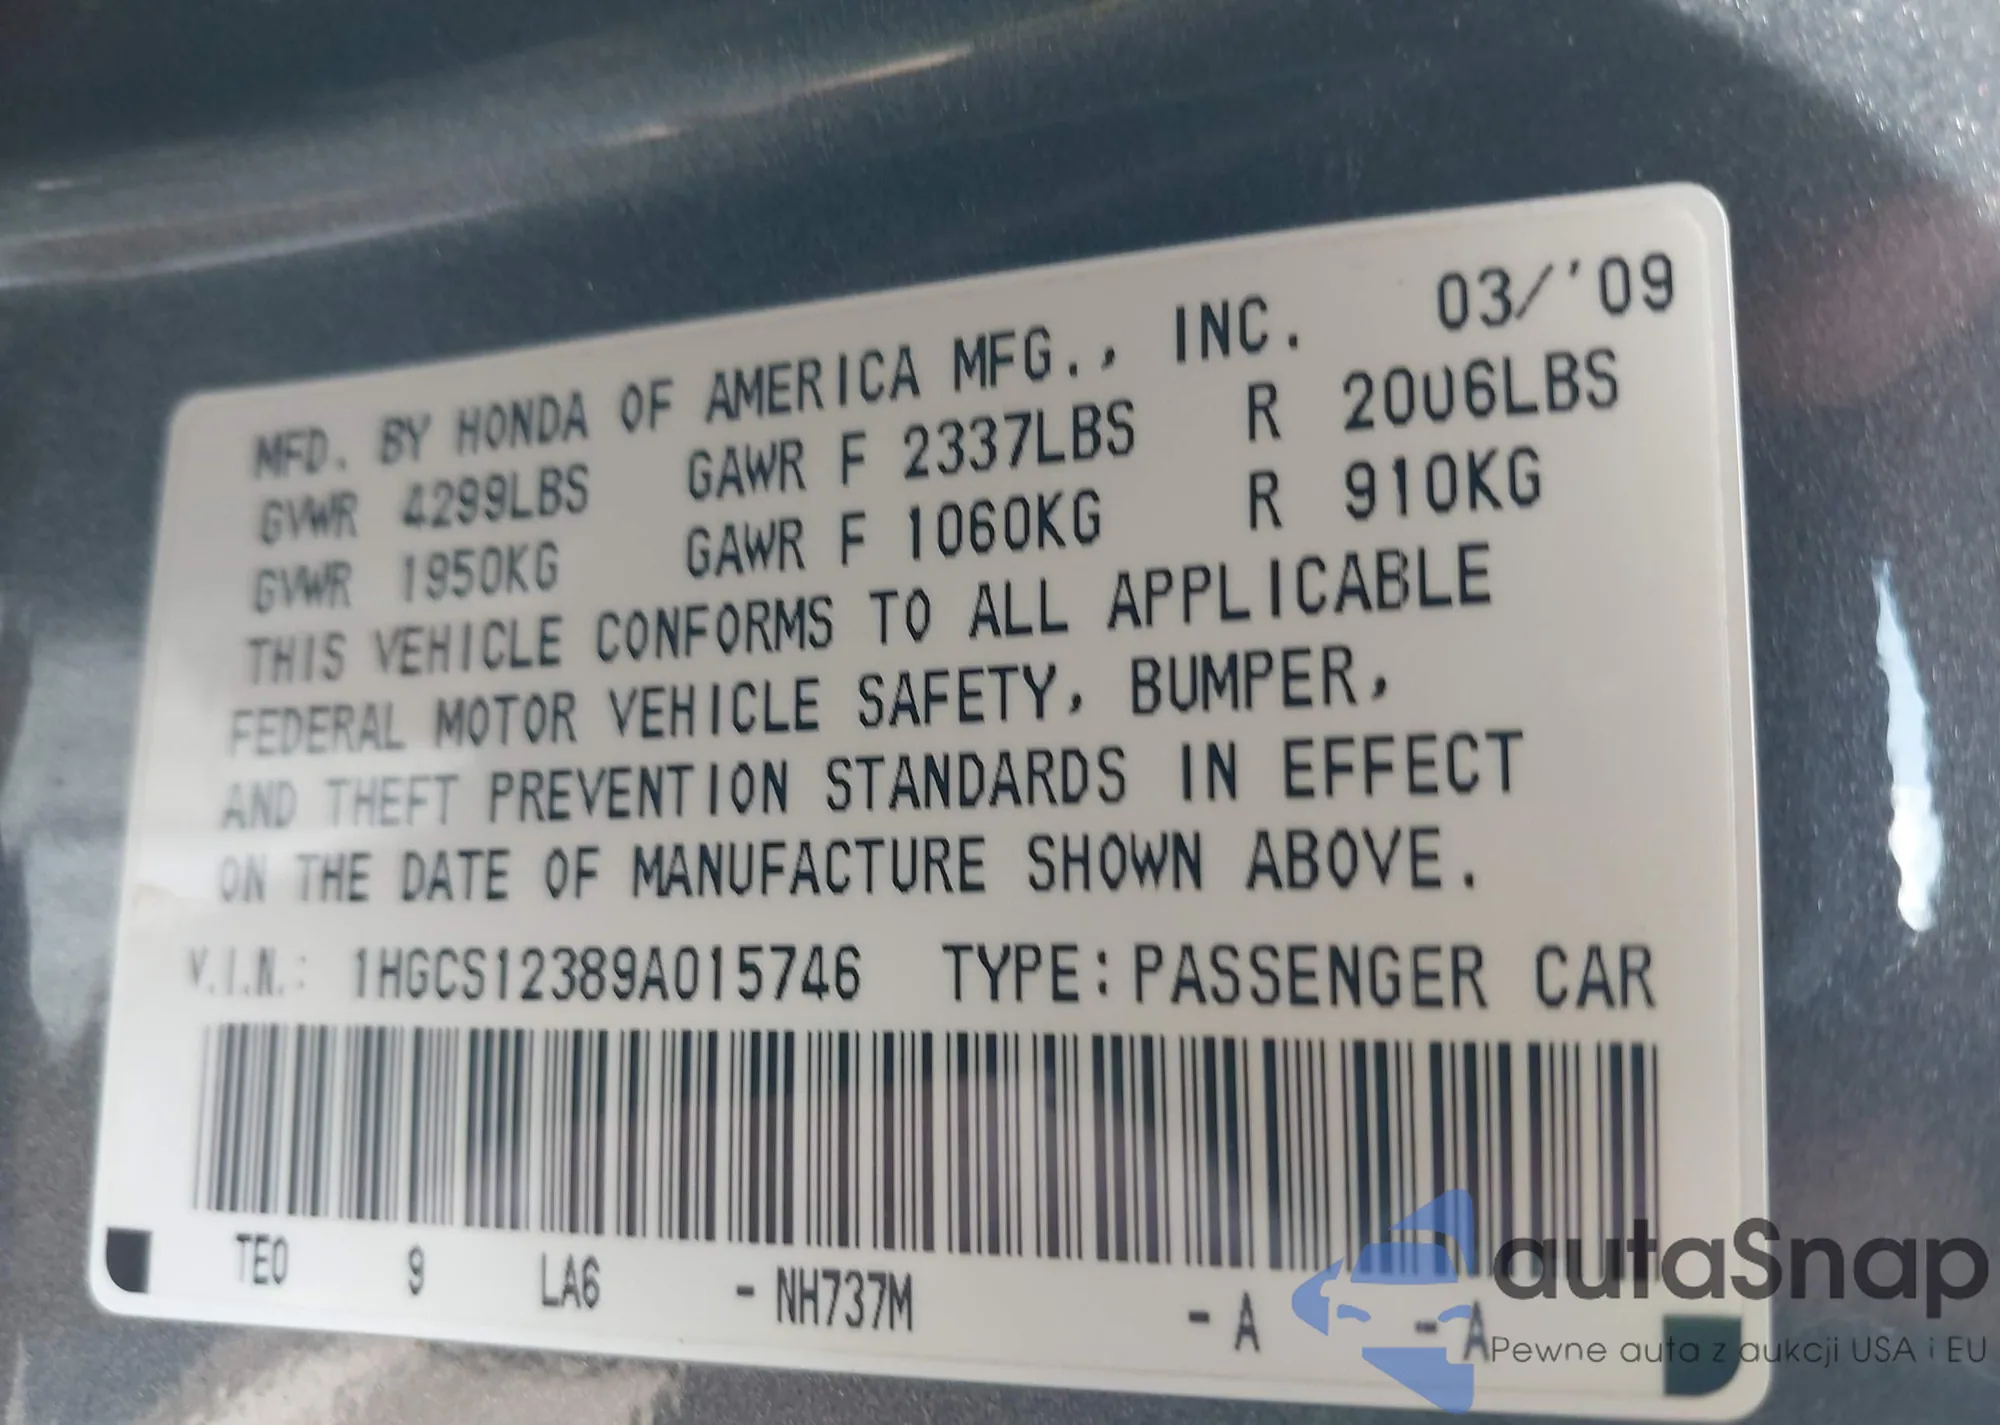 MFD. BY HONDA OF AMERICA MFG., INC. 03/'09
GVWR 4299LBS GAWR F 2337LBS R 2006LBS
GVWR 1950KG GAWR F 1060KG R 910KG
THIS VEHICLE CONFORMS TO ALL APPLICABLE
FEDERAL MOTOR VEHICLE SAFETY, BUMPER,
AND THEFT PREVENTION STANDARDS IN EFFECT
ON THE DATE OF MANUFACTURE SHOWN ABOVE.
V.I.N.: 1HGCS12389A015746 TYPE: PASSENGER CAR
TE0 9 LA6 - NH737M - A - A
autaSnap
Pewne auta z aukcji USA i EU